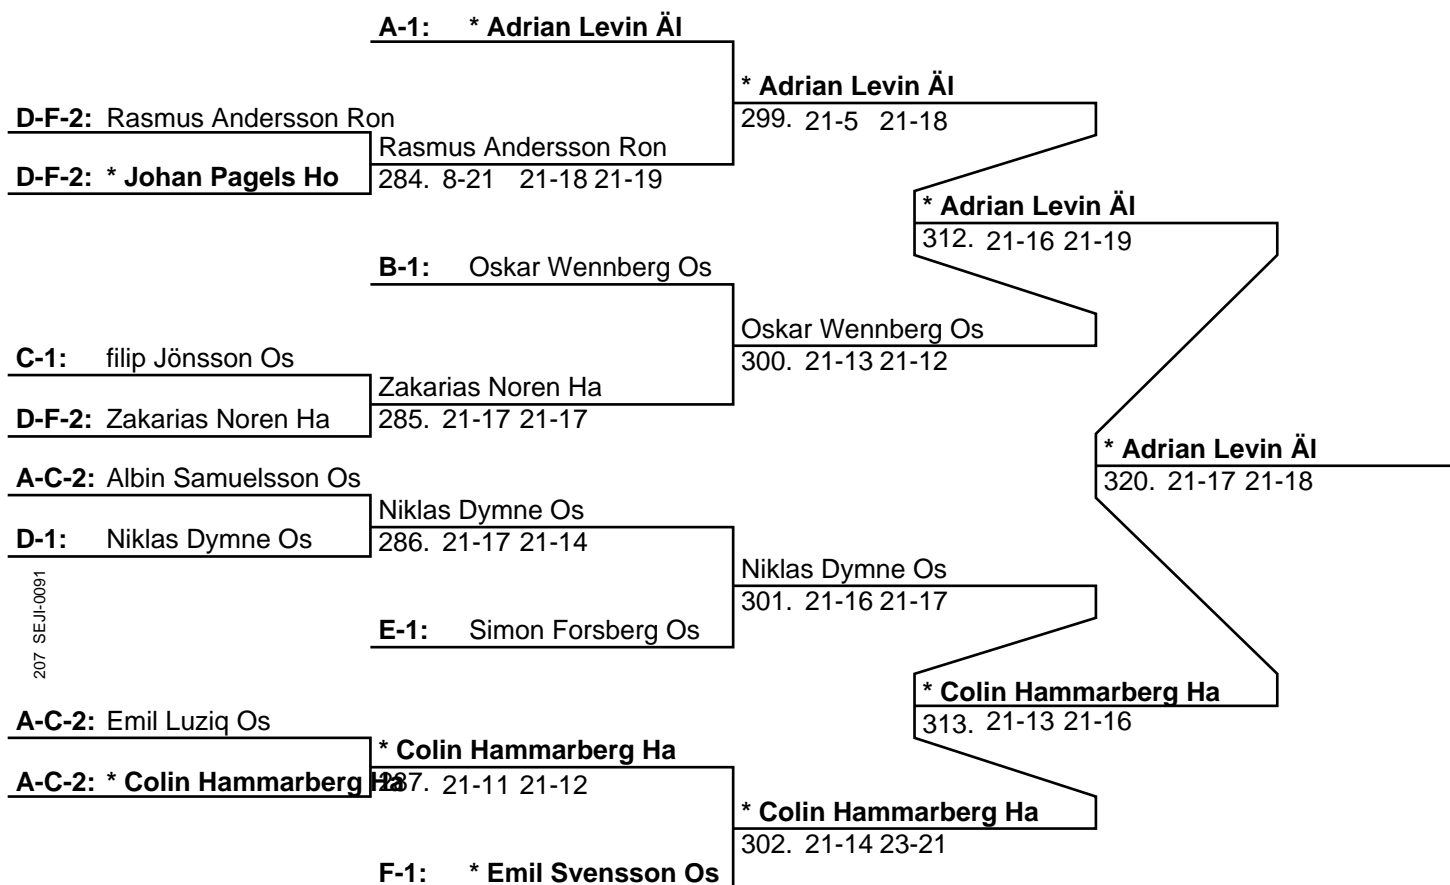 A-1: * Adrian Levin Äl
* Adrian Levin Äl
299. 21-5 21-18
D-F-2: Rasmus Andersson Ron
Rasmus Andersson Ron
284. 8-21 21-18 21-19
D-F-2: * Johan Pagels Ho
* Adrian Levin Äl
312. 21-16 21-19
B-1: Oskar Wennberg Os
Oskar Wennberg Os
300. 21-13 21-12
C-1: filip Jönsson Os
Zakarias Noren Ha
285. 21-17 21-17
D-F-2: Zakarias Noren Ha
* Adrian Levin Äl
320. 21-17 21-18
A-C-2: Albin Samuelsson Os
Niklas Dymne Os
286. 21-17 21-14
D-1: Niklas Dymne Os
Niklas Dymne Os
301. 21-16 21-17
207 SEJI-0091
E-1: Simon Forsberg Os
* Colin Hammarberg Ha
313. 21-13 21-16
A-C-2: Emil Luziq Os
* Colin Hammarberg Ha
287. 21-11 21-12
A-C-2: * Colin Hammarberg Ha
* Colin Hammarberg Ha
302. 21-14 23-21
F-1: * Emil Svensson Os